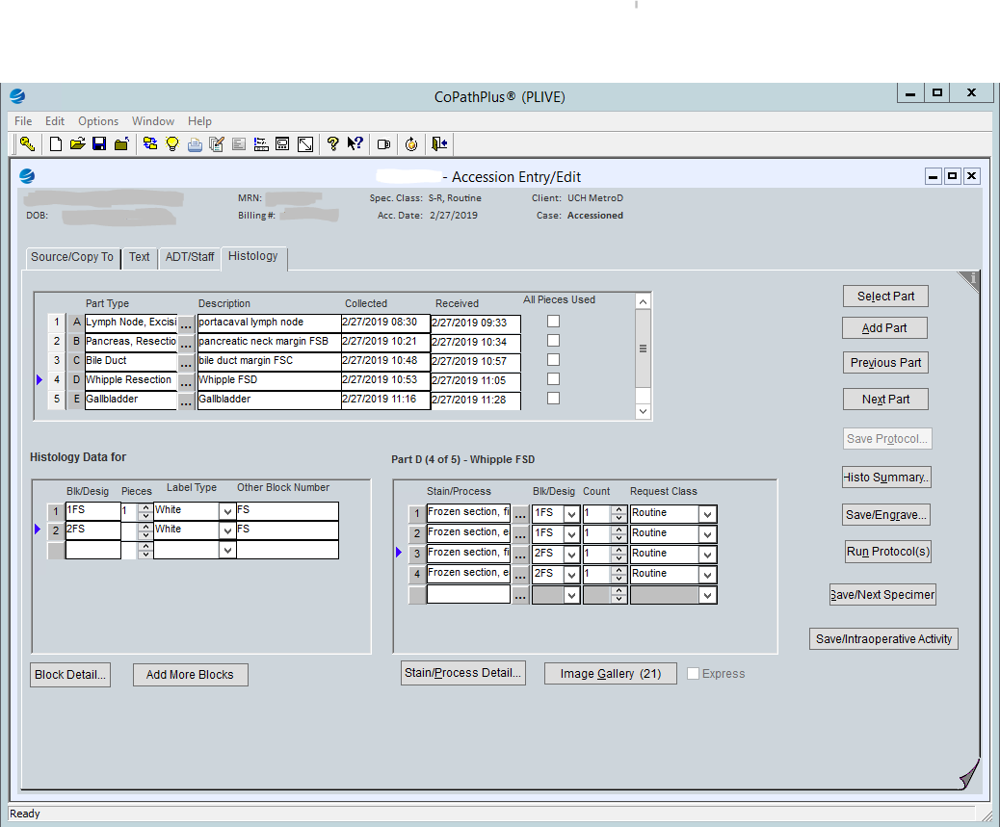 CoPathPlus® (PLIVE)
File Edit Options Window Help
- Accession Entry/Edit
MRN: Spec. Class: S-R, Routine Client: UCH MetroD
DOB: Billing#: Acc. Date: 2/27/2019 Case: Accessioned
Source/Copy To Text ADT/Staff Histology
Part Type Description Collected Received All Pieces Used
1 A Lymph Node, Excisi ... portacaval lymph node 2/27/2019 08:30 2/27/2019 09:33
2 B Pancreas, Resectio ... pancreatic neck margin FSB 2/27/2019 10:21 2/27/2019 10:34
3 C Bile Duct ... bile duct margin FSC 2/27/2019 10:48 2/27/2019 10:57
4 D Whipple Resection ... Whipple FSD 2/27/2019 10:53 2/27/2019 11:05
5 E Gallbladder ... Gallbladder 2/27/2019 11:16 2/27/2019 11:28
Select Part
Add Part
Previous Part
Next Part
Save Protocol...
Histo Summary..
Save/Engrave...
Run Protocol(s)
Save/Next Specimer
Save/Intraoperative Activity
Histology Data for
Blk/Desig Pieces Label Type Other Block Number
1 1FS 1 White FS
2 2FS White FS
Block Detail... Add More Blocks
Part D (4 of 5) - Whipple FSD
Stain/Process Blk/Desig Count Request Class
1 Frozen section, fi ... 1FS 1 Routine
2 Frozen section, e ... 1FS 1 Routine
3 Frozen section, fi ... 2FS 1 Routine
4 Frozen section, e ... 2FS 1 Routine
...
Stain/Process Detail... Image Gallery (21) Express
Ready